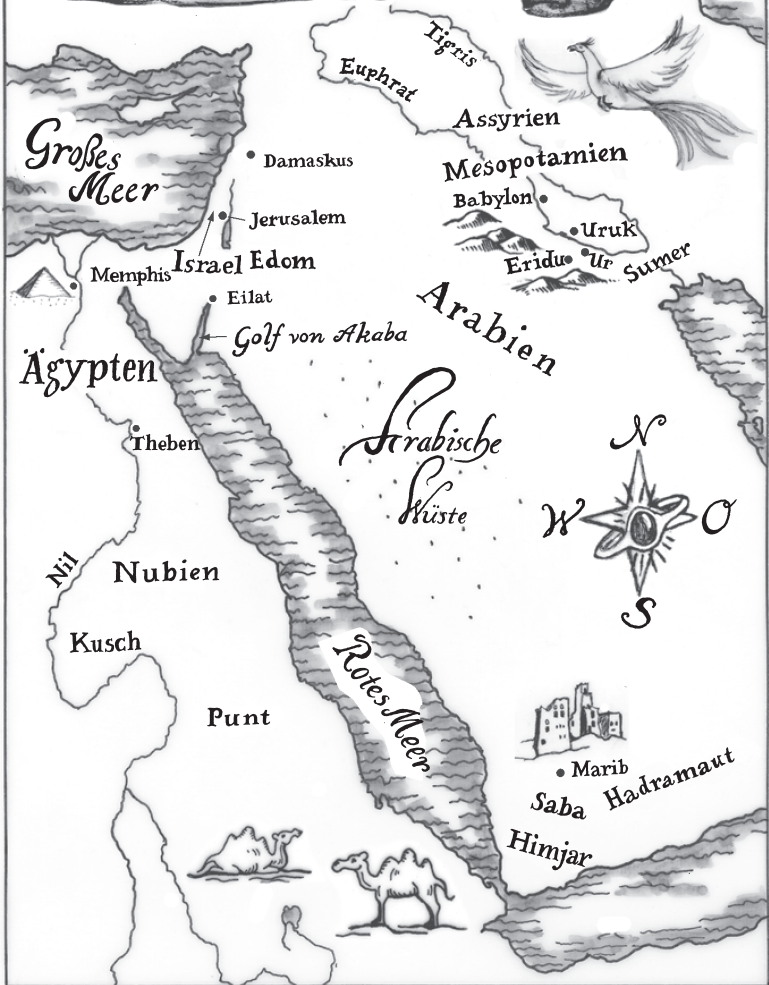 Tigris
Euphrat
Assyrien
Großes
Meer
Mesopotamien
Damaskus
Babylon
Jerusalem
Uruk
Israel Edom
Eridu
Ur
Sumer
Memphis
Eilat
Arabien
Golf von Akaba
Ägypten
Arabische
Wüste
Theben
N
W
O
S
Nil
Nubien
Kusch
Rotes Meer
Punt
Marib
Saba
Hadramaut
Himjar